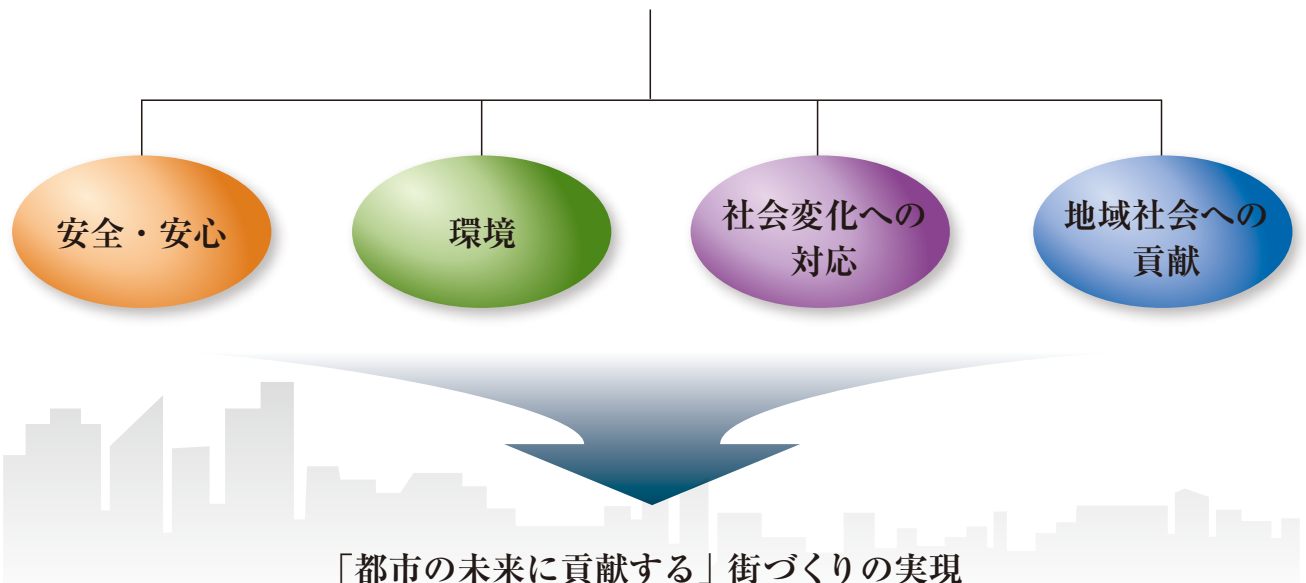 安全・安心
環境
社会変化への
対応
地域社会への
貢献
「都市の未来に貢献する」街づくりの実現